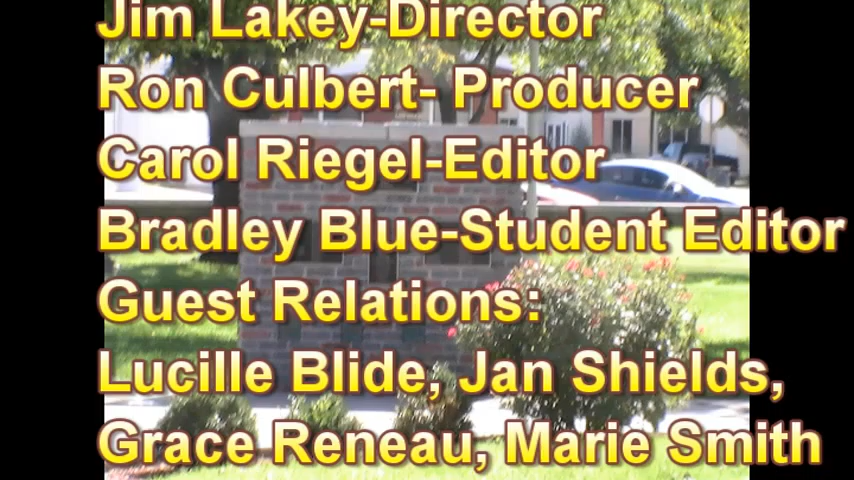 Jim Lakey-Director
Ron Culbert- Producer
Carol Riegel-Editor
Bradley Blue-Student Editor
Guest Relations:
Lucille Blide, Jan Shields,
Grace Reneau, Marie Smith